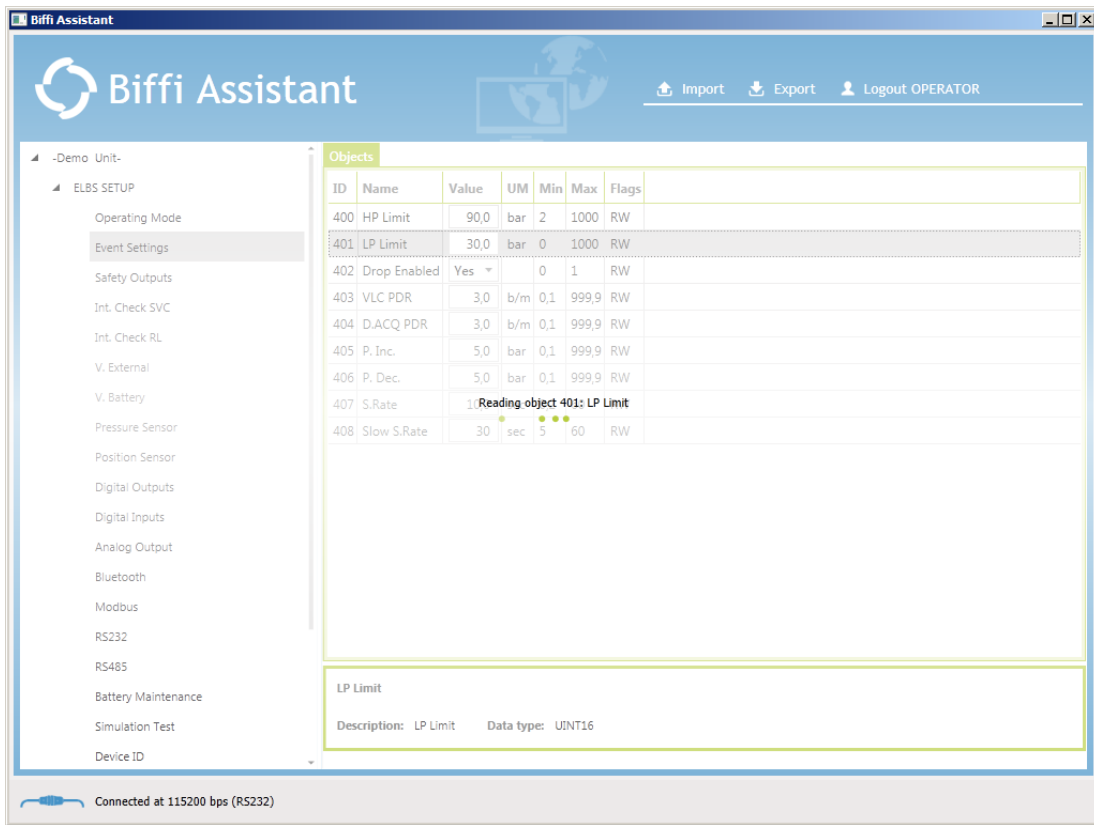 Biffi Assistant
Biffi Assistant
Import Export Logout OPERATOR
-Demo Unit-
ELBS SETUP
Operating Mode
Event Settings
Safety Outputs
Int. Check SVC
Int. Check RL
V. External
V. Battery
Pressure Sensor
Position Sensor
Digital Outputs
Digital Inputs
Analog Output
Bluetooth
Modbus
RS232
RS485
Battery Maintenance
Simulation Test
Device ID
Objects
ID Name Value UM Min Max Flags
400 HP Limit 90,0 bar 2 1000 RW
401 LP Limit 30,0 bar 0 1000 RW
402 Drop Enabled Yes 0 1 RW
403 VLC PDR 3,0 b/m 0,1 999,9 RW
404 D.ACQ PDR 3,0 b/m 0,1 999,9 RW
405 P. Inc. 5,0 bar 0,1 999,9 RW
406 P. Dec. 5,0 bar 0,1 999,9 RW
407 S.Rate
Reading object 401: LP Limit
408 Slow S.Rate 30 sec 5 60 RW
LP Limit
Description: LP Limit Data type: UINT16
Connected at 115200 bps (RS232)